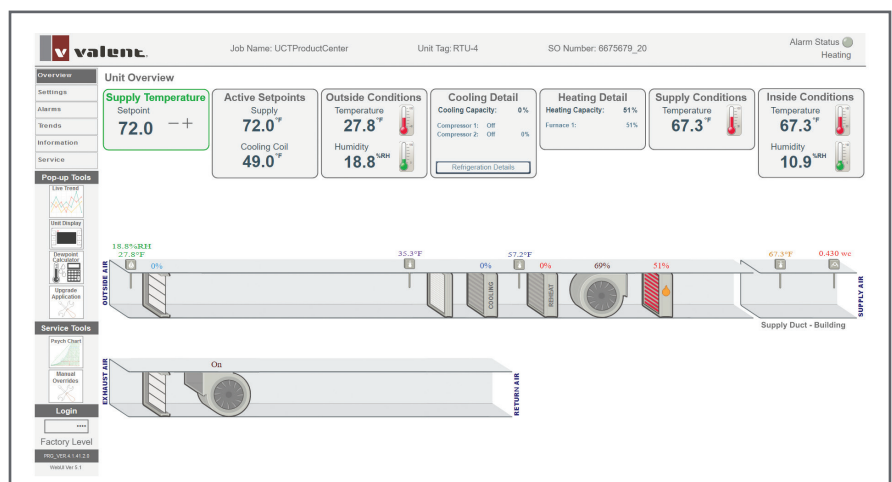 valent.
Job Name: UCTProductCenter
Unit Tag: RTU-4
SO Number: 6675679_20
Alarm Status
Heating
Overview
Settings
Alarms
Trends
Information
Service
Pop-up Tools
Live Trend
Unit Display
Dewpoint
Calculator
Upgrade
Application
Service Tools
Psych Chart
Manual
Overrides
Login
••••
Factory Level
PRG_VER 4.1.41.2.0
WebUI Ver 5.1
Unit Overview
Supply Temperature
Setpoint
72.0 − +
Active Setpoints
Supply
72.0 °F
Cooling Coil
49.0 °F
Outside Conditions
Temperature
27.8 °F
Humidity
18.8 %RH
Cooling Detail
Cooling Capacity: 0%
Compressor 1: Off
Compressor 2: Off 0%
Refrigeration Details
Heating Detail
Heating Capacity: 51%
Furnace 1: 51%
Supply Conditions
Temperature
67.3 °F
Inside Conditions
Temperature
67.3 °F
Humidity
10.9 %RH
18.8%RH
27.8°F
0%
35.3°F
0%
57.2°F
0%
69%
51%
67.3°F
0.430 wc
OUTSIDE AIR
COOLING
REHEAT
SUPPLY AIR
Supply Duct - Building
On
EXHAUST AIR
RETURN AIR